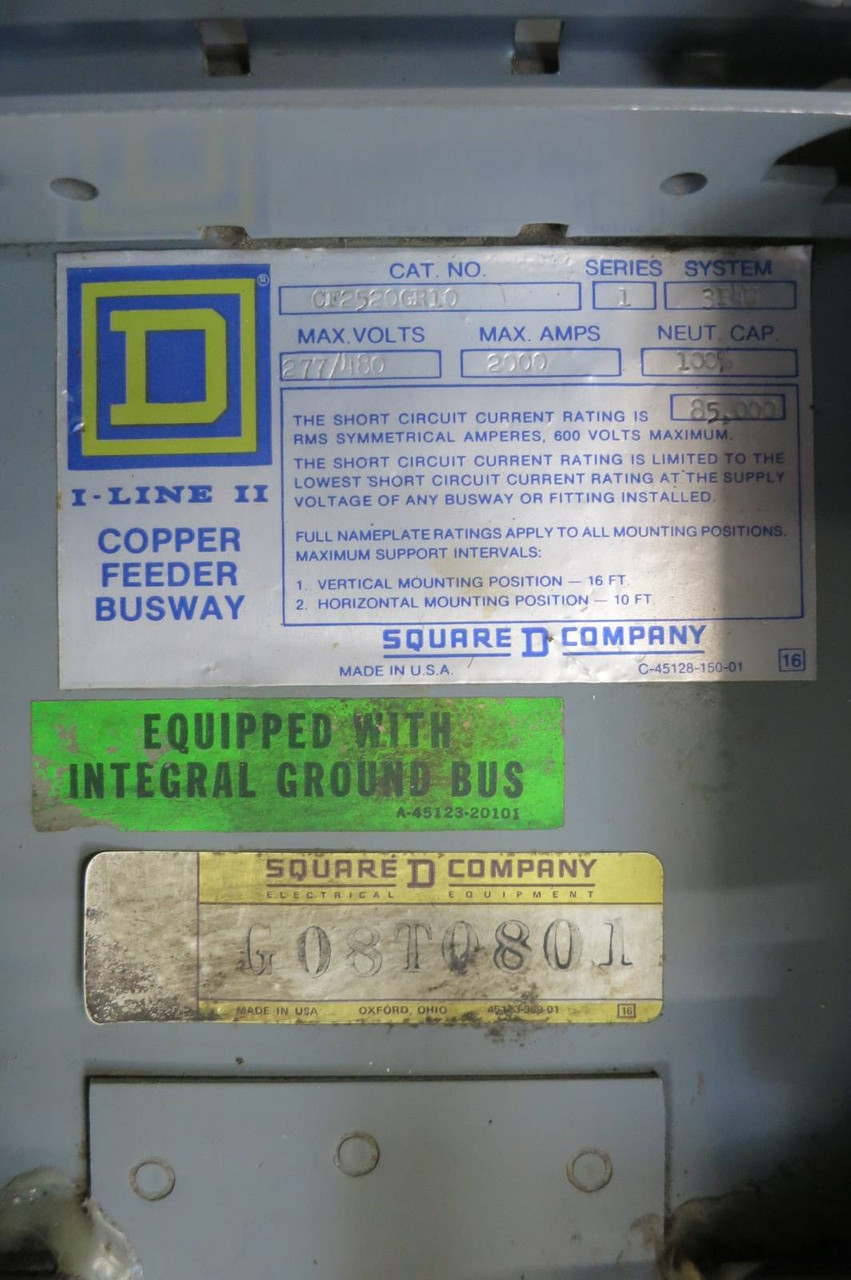 CAT. NO. SERIES SYSTEM
CF2520GR10 1
MAX. VOLTS MAX. AMPS NEUT. CAP.
277/480 2000 100%
D
®
THE SHORT CIRCUIT CURRENT RATING IS 85,000
RMS SYMMETRICAL AMPERES, 600 VOLTS MAXIMUM.
THE SHORT CIRCUIT CURRENT RATING IS LIMITED TO THE
LOWEST SHORT CIRCUIT CURRENT RATING AT THE SUPPLY
VOLTAGE OF ANY BUSWAY OR FITTING INSTALLED.
FULL NAMEPLATE RATINGS APPLY TO ALL MOUNTING POSITIONS.
MAXIMUM SUPPORT INTERVALS:
1. VERTICAL MOUNTING POSITION — 16 FT.
2. HORIZONTAL MOUNTING POSITION — 10 FT
I-LINE II
COPPER
FEEDER
BUSWAY
SQUARE D COMPANY
MADE IN U.S.A. C-45128-150-01 16
EQUIPPED WITH
INTEGRAL GROUND BUS
A-45123-20101
SQUARE D COMPANY
ELECTRICAL EQUIPMENT
G08T0801
MADE IN USA OXFORD, OHIO 16